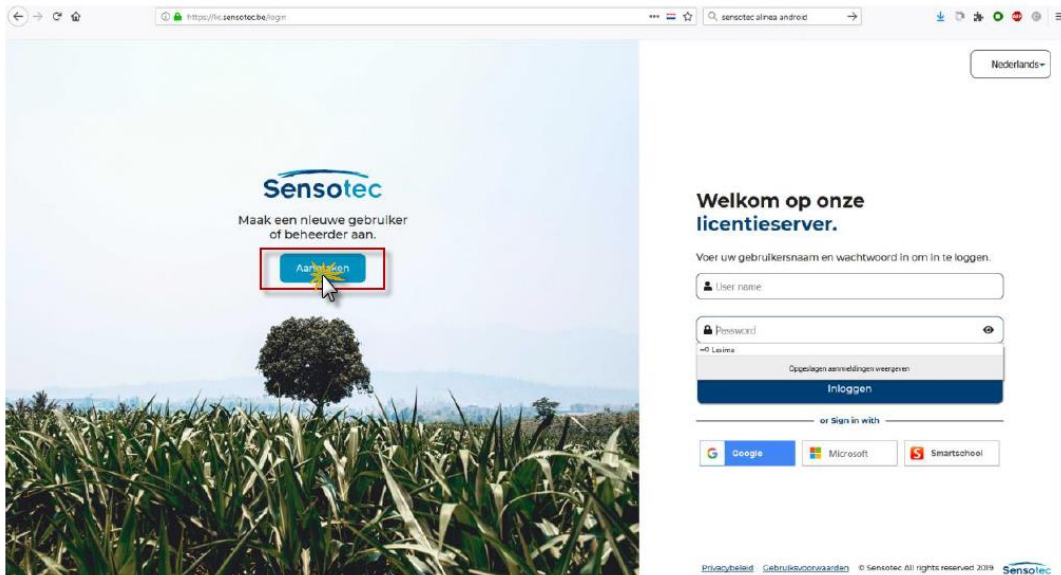 https://lic.sensotec.be/login
sensotec alinea android
Nederlands
Sensotec
Maak een nieuwe gebruiker
of beheerder aan.
Aanmaken
Welkom op onze
licentieserver.
Voer uw gebruikersnaam en wachtwoord in om in te loggen.
User name
Password
Lexima
Opgeslagen aanmeldingen weergeven
Inloggen
or Sign in with
Google
Microsoft
Smartschool
Privacybeleid Gebruiksvoorwaarden © Sensotec All rights reserved 2019 Sensotec